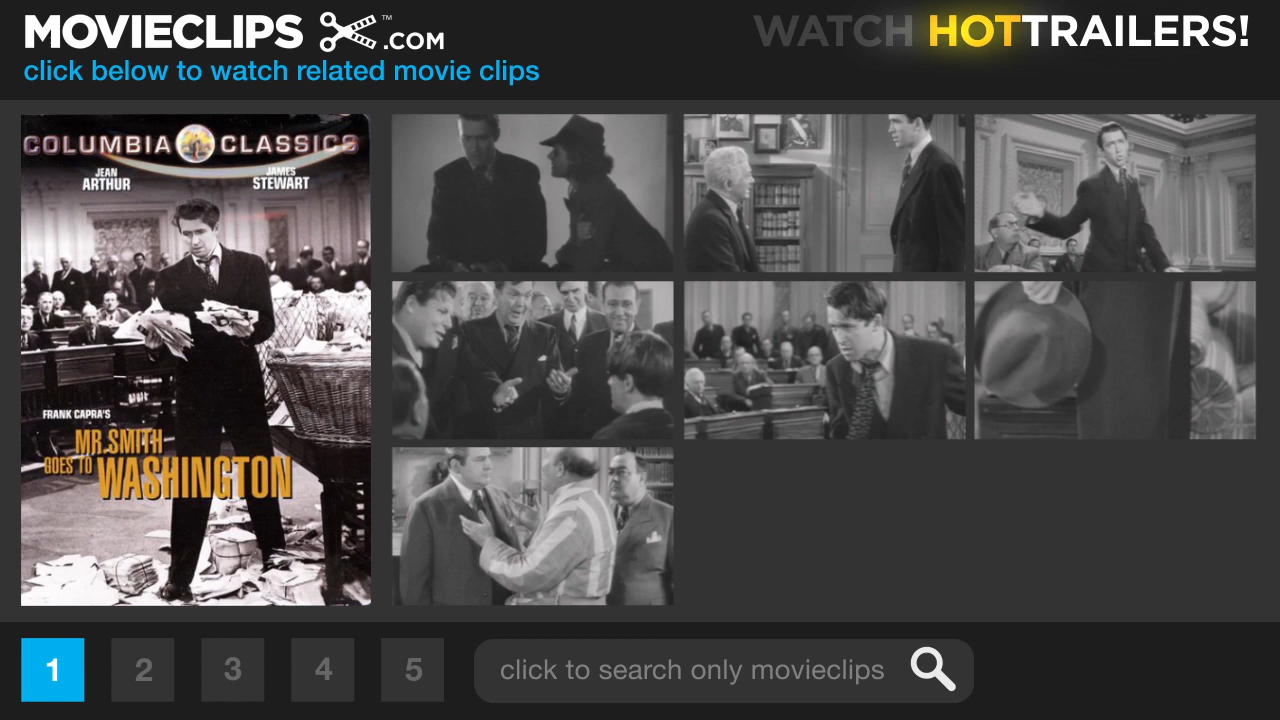 MOVIECLIPS ™ .COM
WATCH HOTTRAILERS!
click below to watch related movie clips
COLUMBIA CLASSICS
JEAN ARTHUR
JAMES STEWART
FRANK CAPRA'S
MR. SMITH
GOES TO WASHINGTON
1 2 3 4 5
click to search only movieclips